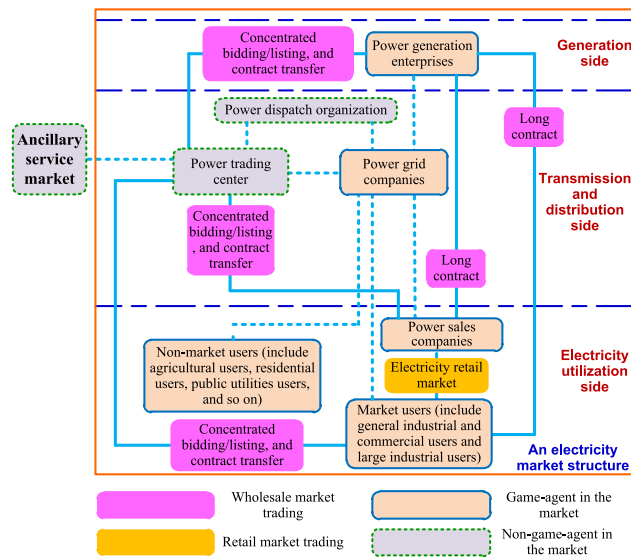 Concentrated
bidding/listing, and
contract transfer
Power generation
enterprises
Generation
side
Long
contract
Power dispatch organization
Ancillary
service
market
Power trading
center
Power grid
companies
Transmission and
distribution side
Concentrated
bidding/listing
, and contract
transfer
Long
contract
Power sales
companies
Non-market users (include
agricultural users, residential
users, public utilities users,
and so on)
Electricity retail
market
Electricity
utilization
side
Concentrated
bidding/listing, and
contract transfer
Market users (include
general industrial and
commercial users and
large industrial users)
An electricity
market structure
Wholesale market
trading
Game-agent in the
market
Retail market trading
Non-game-agent in
the market